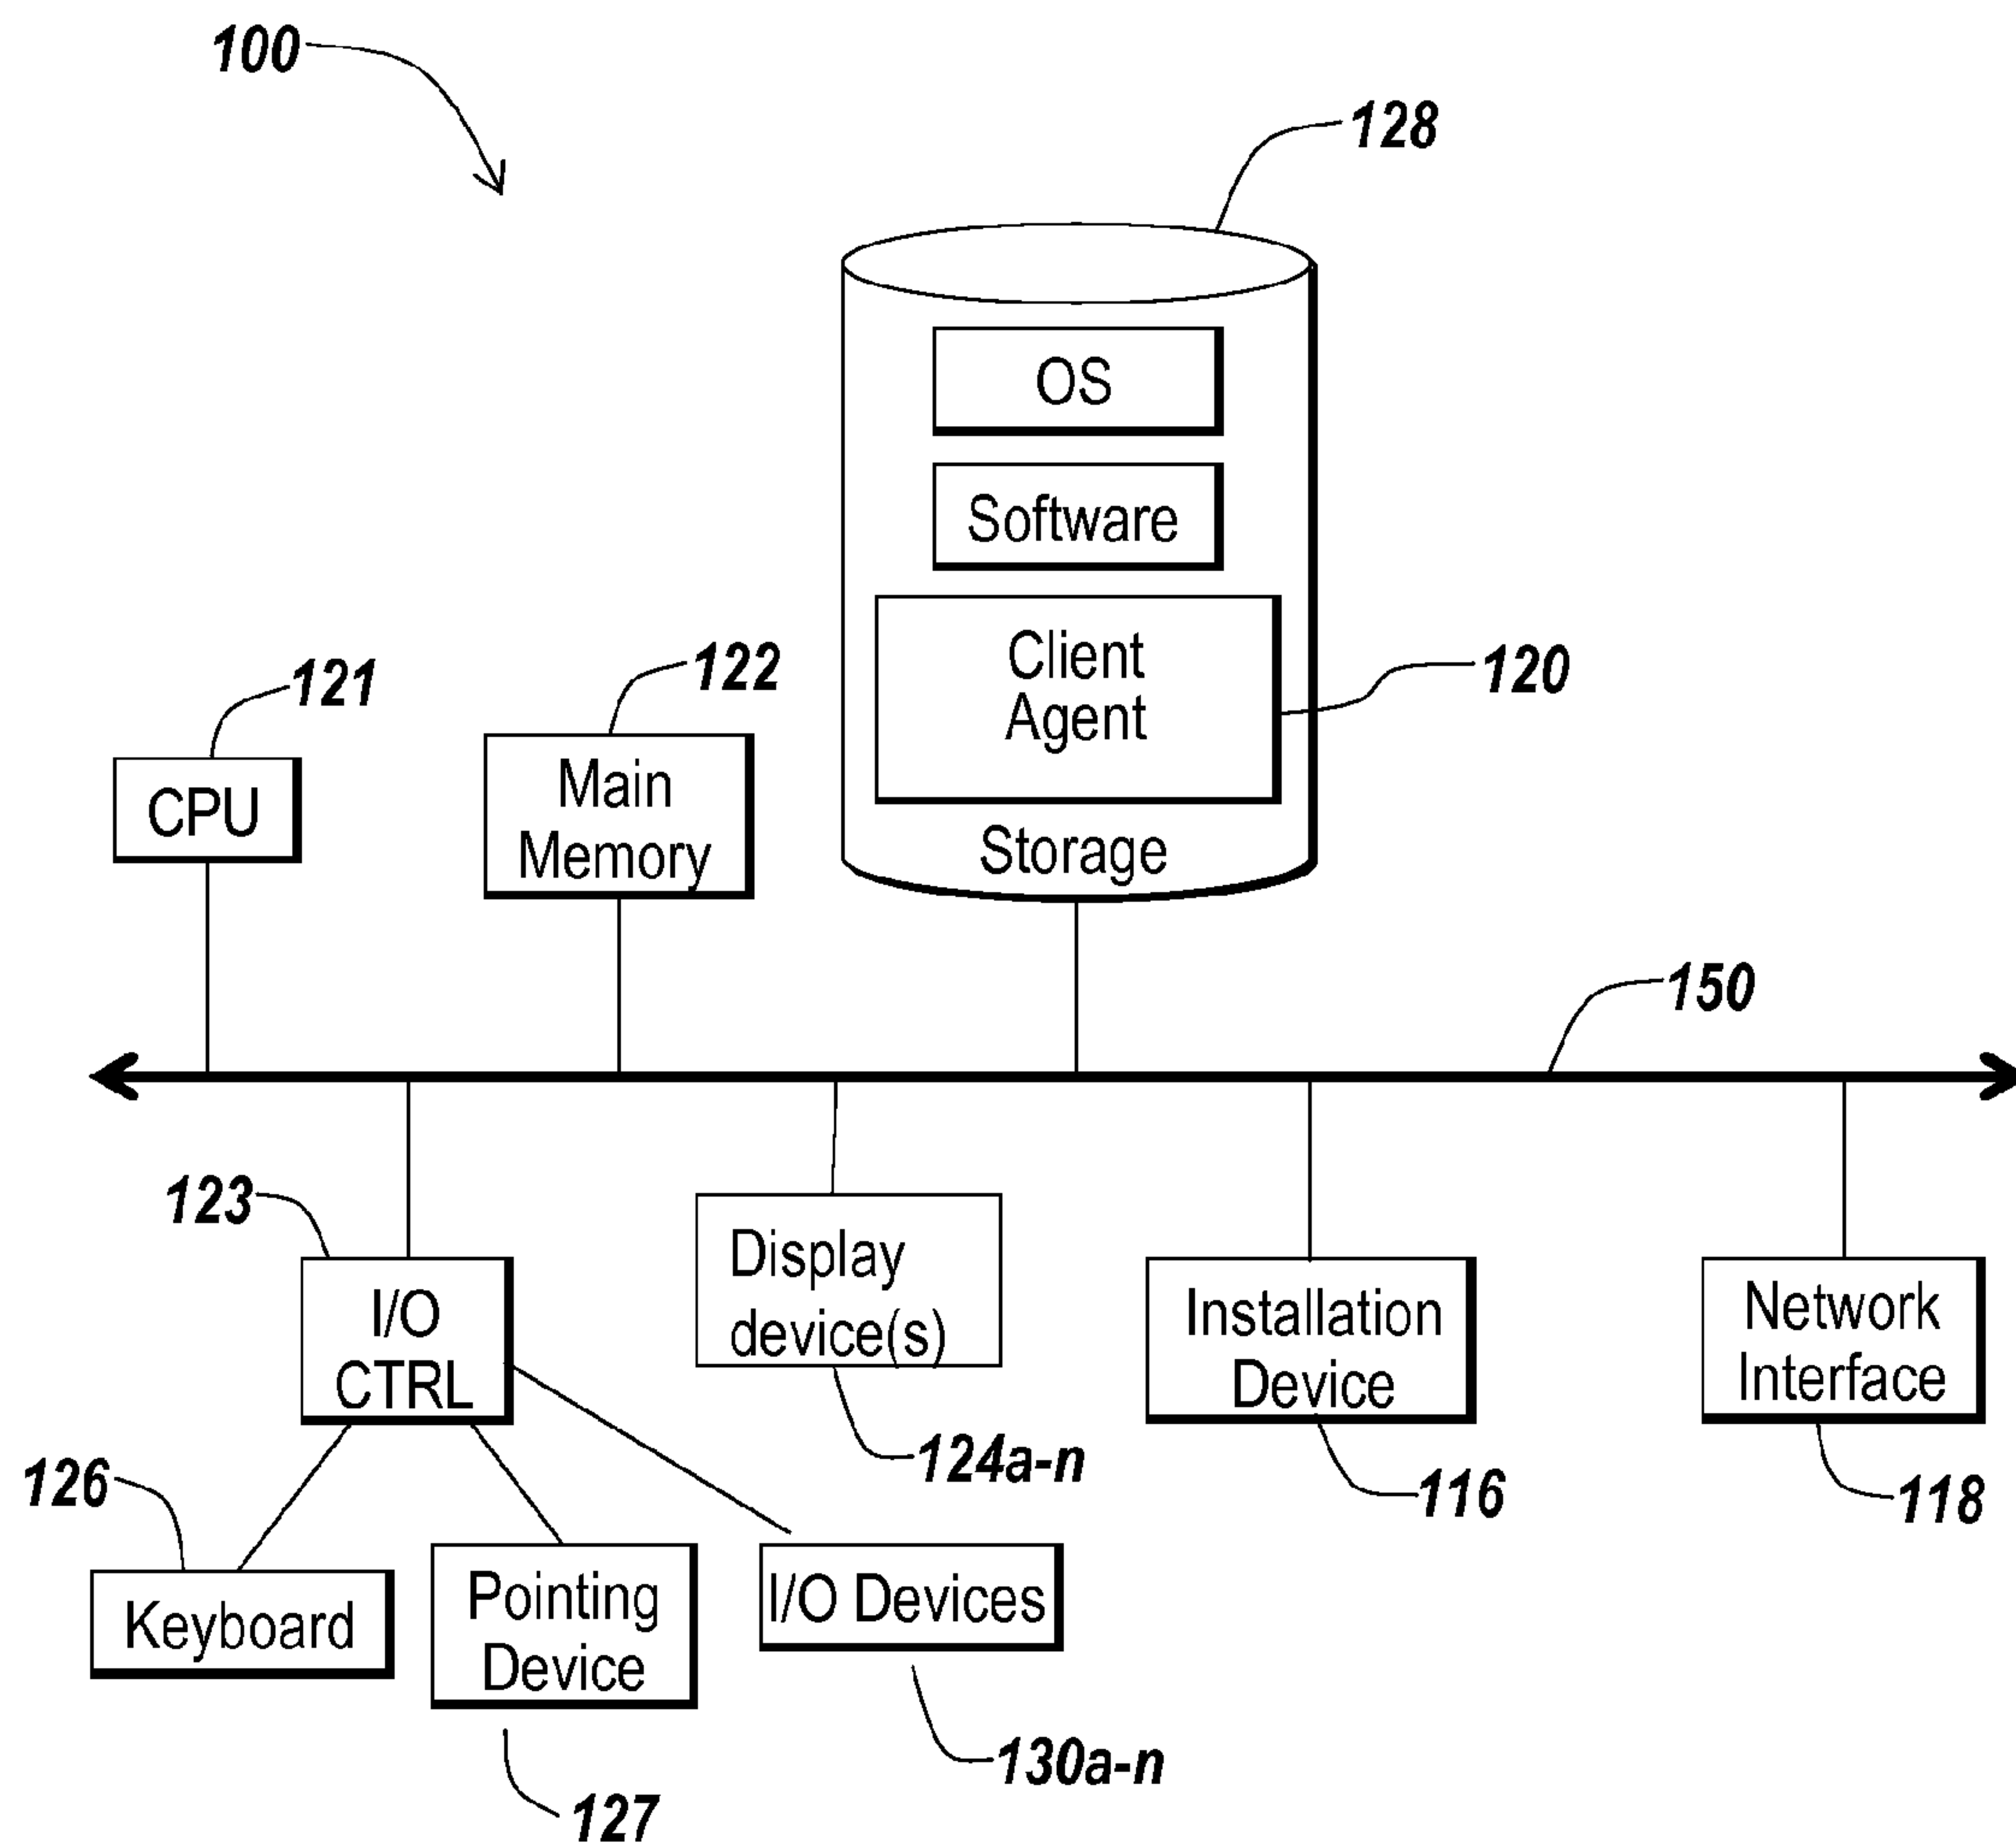 100
128
OS
Software
Client
Agent
120
Storage
121
CPU
122
Main
Memory
150
123
I/O
CTRL
Display
device(s)
124a-n
Installation
Device
116
Network
Interface
118
126
Keyboard
Pointing
Device
127
I/O Devices
130a-n